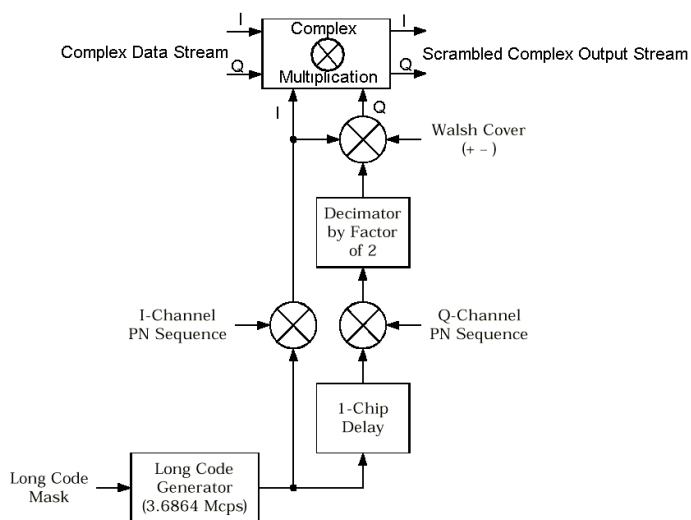 I
Complex
I
Complex Data Stream
Scrambled Complex Output Stream
Q
Multiplication
Q
I
Q
Walsh Cover
(+ – )
Decimator
by Factor
of 2
I-Channel
PN Sequence
Q-Channel
PN Sequence
1-Chip
Delay
Long Code
Mask
Long Code
Generator
(3.6864 Mcps)